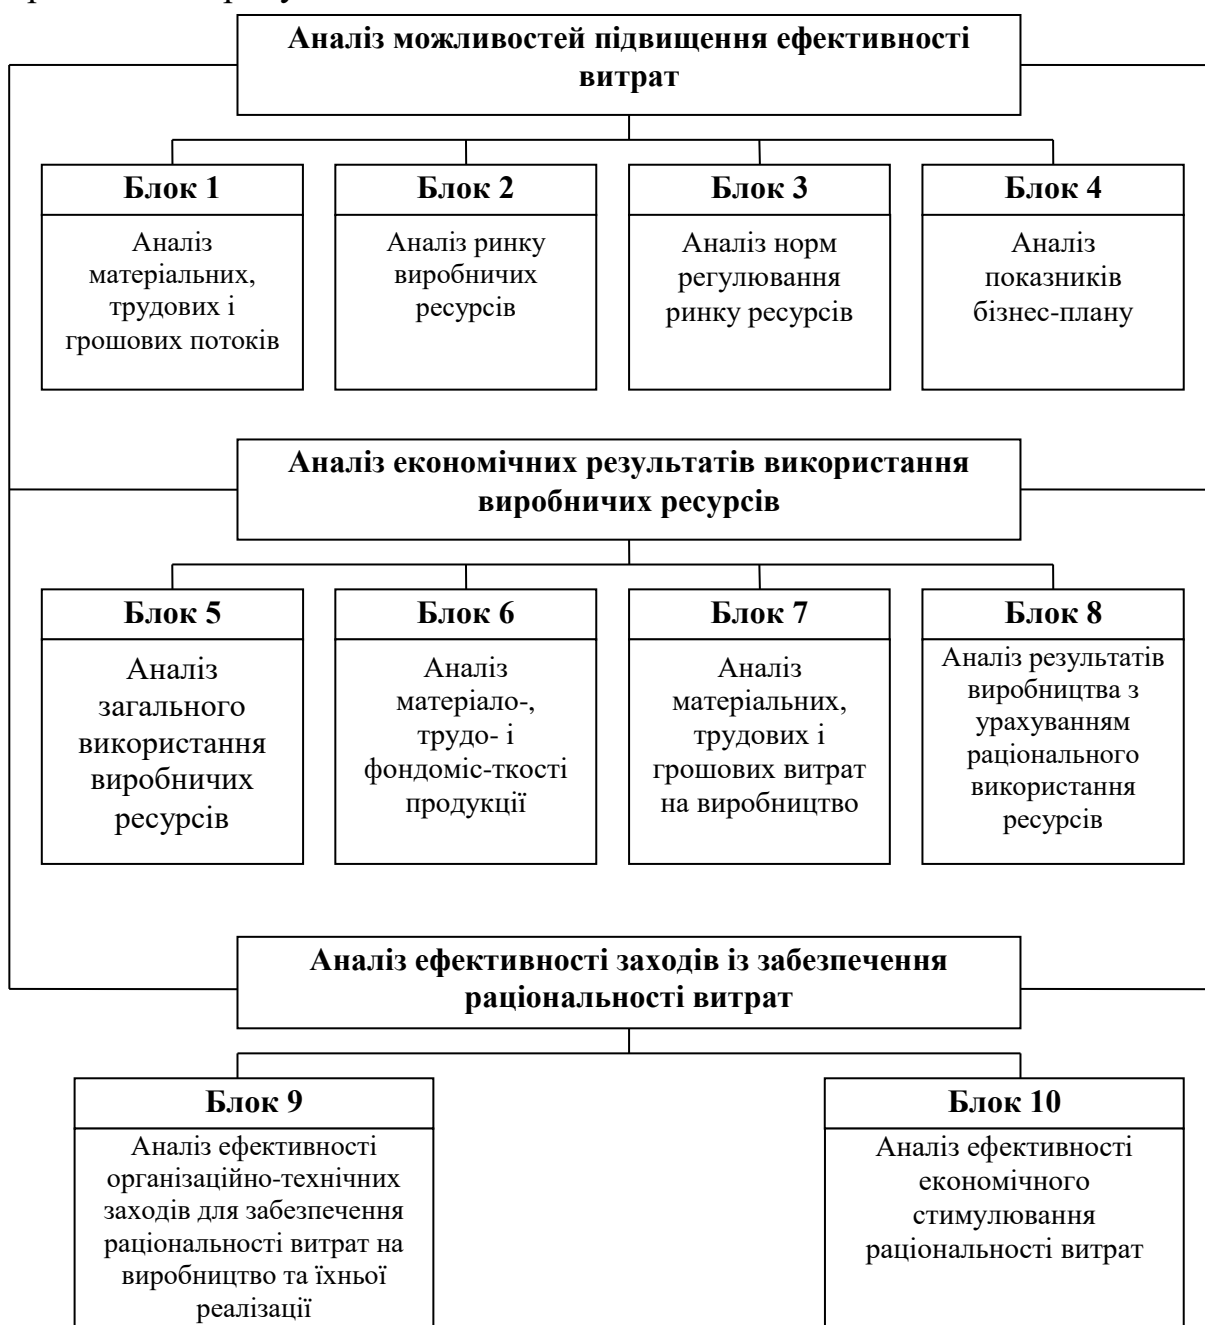 Аналіз можливостей підвищення ефективності
витрат
Блок 1
Аналіз
матеріальних,
трудових і
грошових потоків
Блок 2
Аналіз ринку
виробничих
ресурсів
Блок 3
Аналіз норм
регулювання
ринку ресурсів
Блок 4
Аналіз
показників
бізнес-плану
Аналіз економічних результатів використання
виробничих ресурсів
Блок 5
Аналіз
загального
використання
виробничих
ресурсів
Блок 6
Аналіз
матеріало-,
трудо- і
фондоміс-ткості
продукції
Блок 7
Аналіз
матеріальних,
трудових і
грошових витрат
на виробництво
Блок 8
Аналіз результатів
виробництва з
урахуванням
раціонального
використання
ресурсів
Аналіз ефективності заходів із забезпечення
раціональності витрат
Блок 9
Аналіз ефективності
організаційно-технічних
заходів для забезпечення
раціональності витрат на
виробництво та їхньої
реалізації
Блок 10
Аналіз ефективності
економічного
стимулювання
раціональності витрат